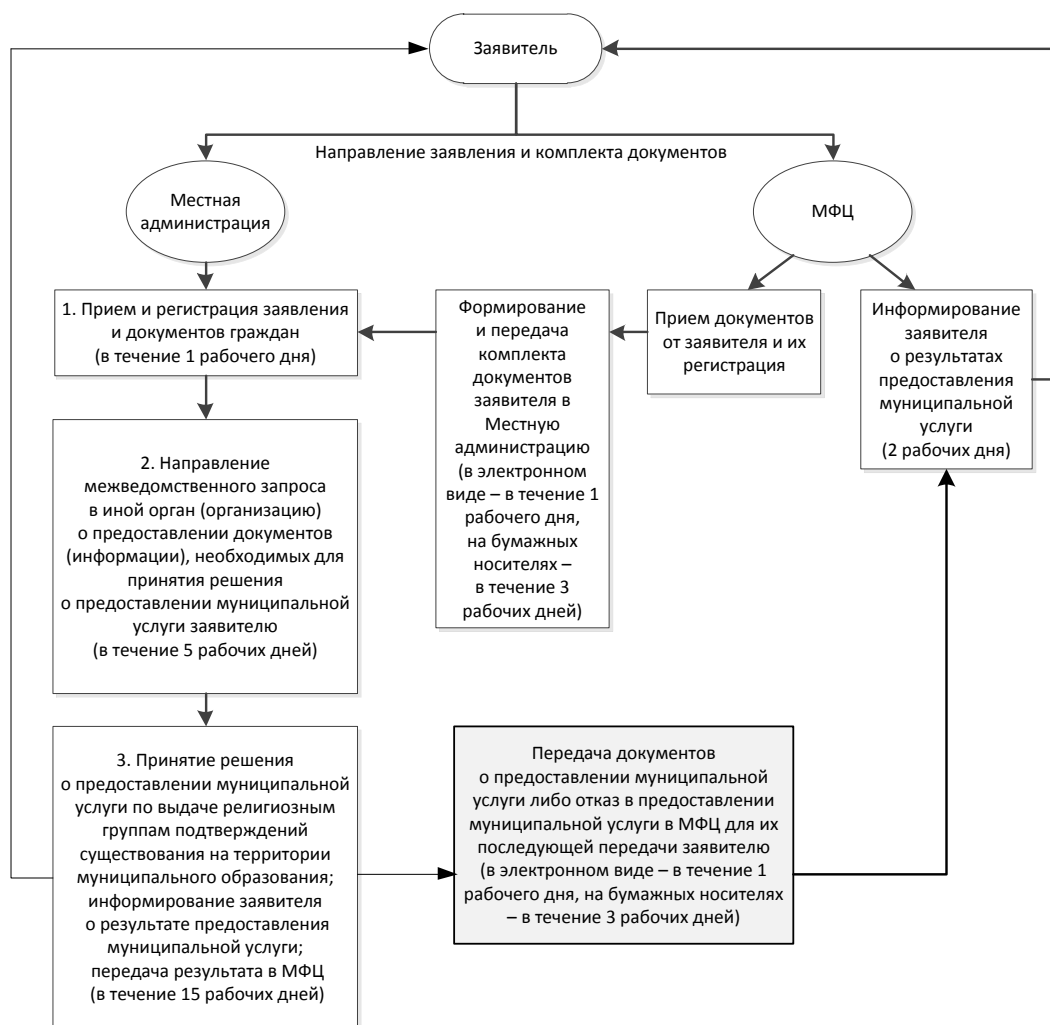 Заявитель
Направление заявления и комплекта документов
Местная
администрация
МФЦ
1. Прием и регистрация заявления
и документов граждан
(в течение 1 рабочего дня)
Формирование
и передача
комплекта
документов
заявителя в
Местную
администрацию
(в электронном
виде – в течение 1
рабочего дня,
на бумажных
носителях –
в течение 3
рабочих дней)
Прием документов
от заявителя и их
регистрация
Информирование
заявителя
о результатах
предоставления
муниципальной
услуги
(2 рабочих дня)
2. Направление
межведомственного запроса
в иной орган (организацию)
о предоставлении документов
(информации), необходимых для
принятия решения
о предоставлении муниципальной
услуги заявителю
(в течение 5 рабочих дней)
3. Принятие решения
о предоставлении муниципальной
услуги по выдаче религиозным
группам подтверждений
существования на территории
муниципального образования;
информирование заявителя
о результате предоставления
муниципальной услуги;
передача результата в МФЦ
(в течение 15 рабочих дней)
Передача документов
о предоставлении муниципальной
услуги либо отказ в предоставлении
муниципальной услуги в МФЦ для их
последующей передачи заявителю
(в электронном виде – в течение 1
рабочего дня, на бумажных носителях
– в течение 3 рабочих дней)